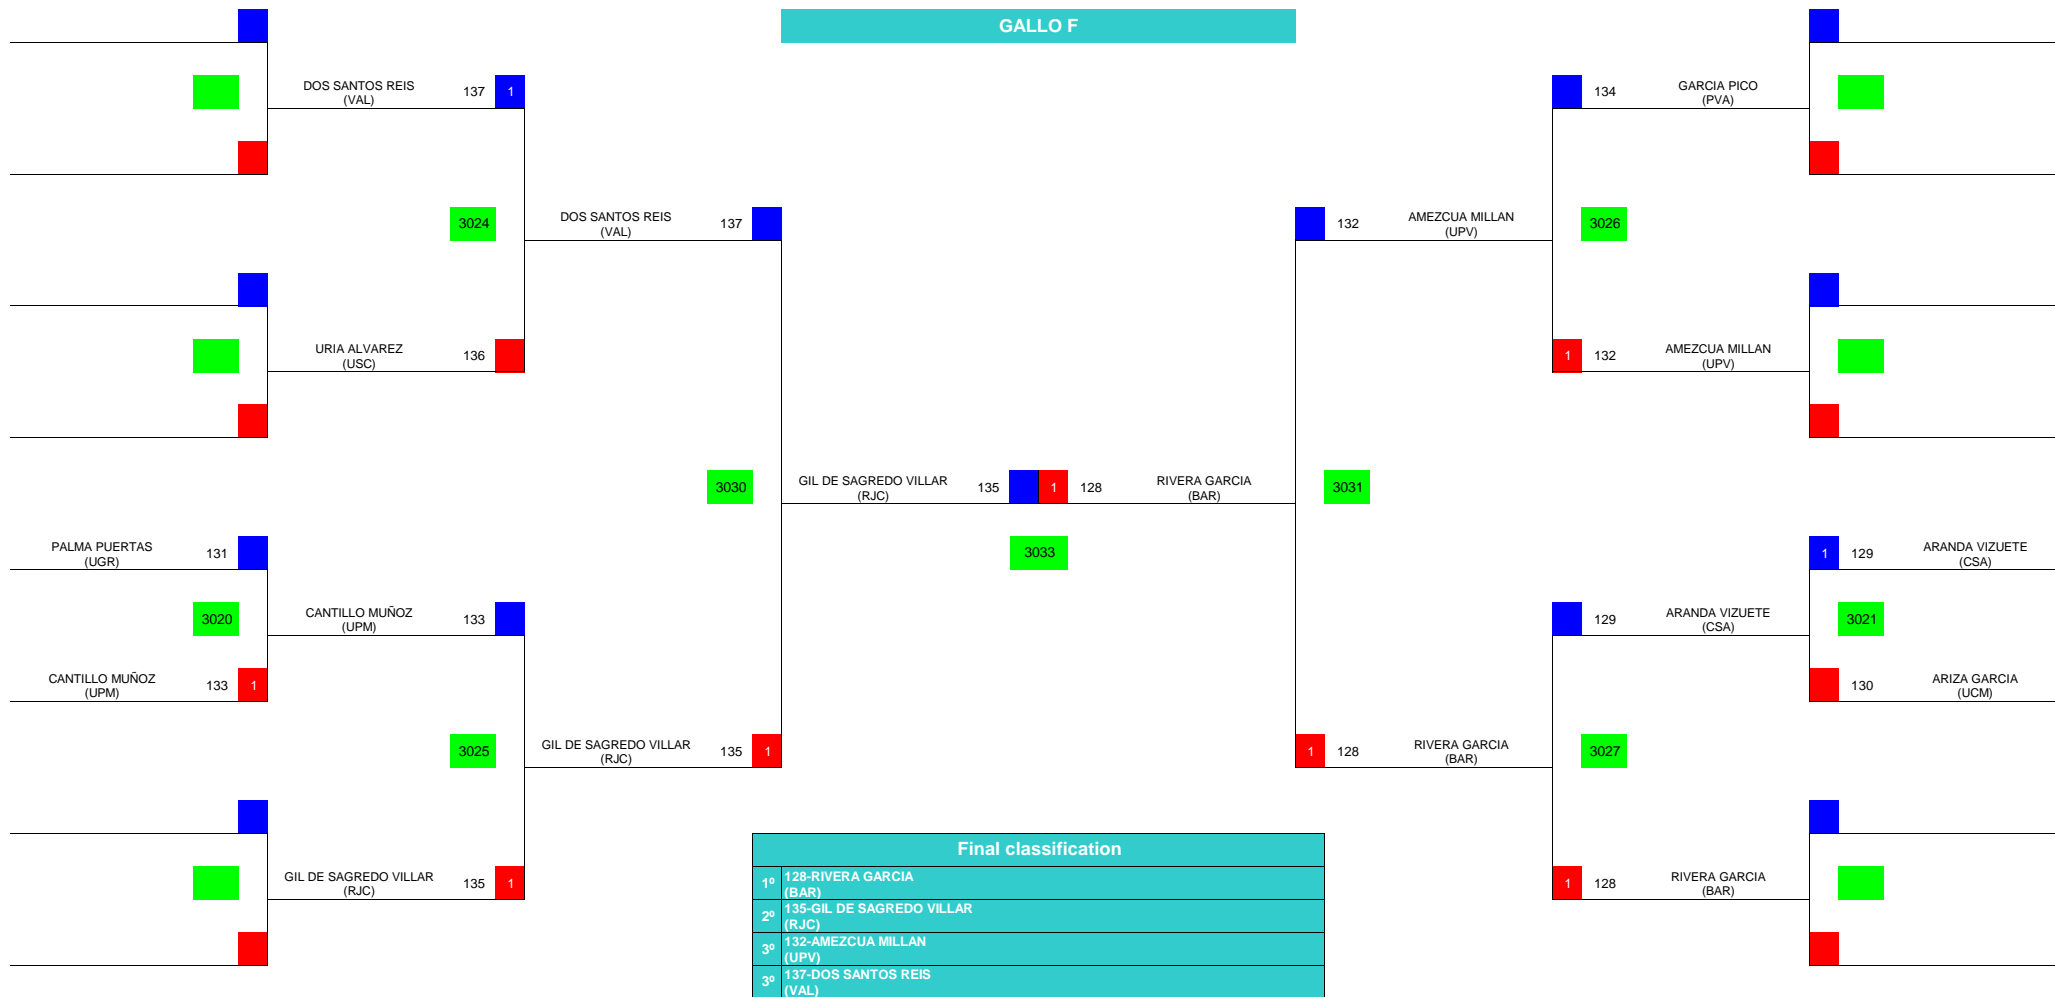 GALLO F
DOS SANTOS REIS
(VAL)
137
1
134
GARCIA PICO
(PVA)
3024
DOS SANTOS REIS
(VAL)
137
132
AMEZCUA MILLAN
(UPV)
3026
URIA ALVAREZ
(USC)
136
1
132
AMEZCUA MILLAN
(UPV)
3030
GIL DE SAGREDO VILLAR
(RJC)
135
1
128
RIVERA GARCIA
(BAR)
3031
PALMA PUERTAS
(UGR)
131
3033
1
129
ARANDA VIZUETE
(CSA)
3020
CANTILLO MUÑOZ
(UPM)
133
129
ARANDA VIZUETE
(CSA)
3021
CANTILLO MUÑOZ
(UPM)
133
1
130
ARIZA GARCIA
(UCM)
3025
GIL DE SAGREDO VILLAR
(RJC)
135
1
1
128
RIVERA GARCIA
(BAR)
3027
GIL DE SAGREDO VILLAR
(RJC)
135
1
1
128
RIVERA GARCIA
(BAR)
Final classification
1º 128-RIVERA GARCIA
(BAR)
2º 135-GIL DE SAGREDO VILLAR
(RJC)
3º 132-AMEZCUA MILLAN
(UPV)
3º 137-DOS SANTOS REIS
(VAL)